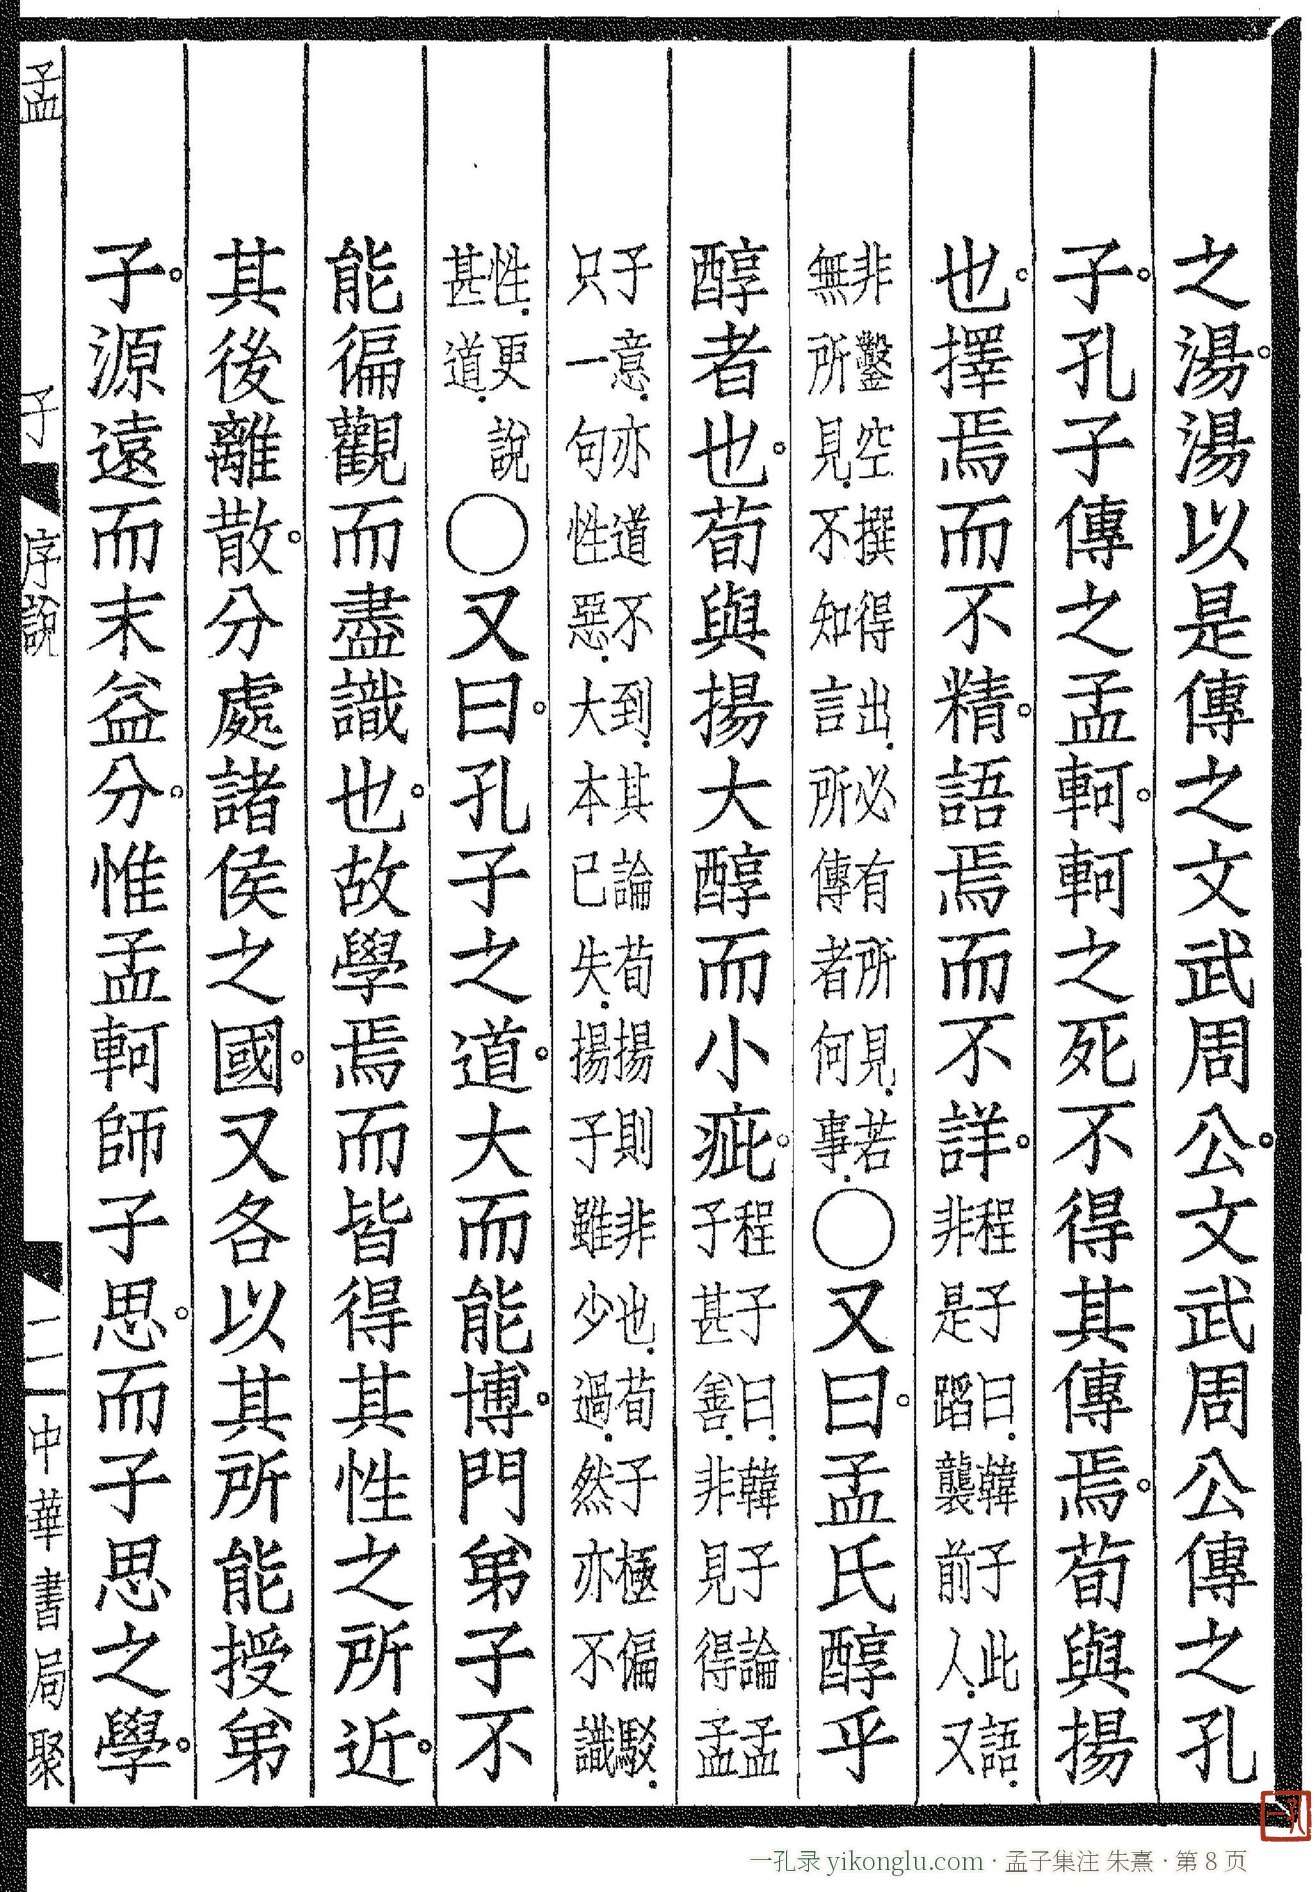 之湯。湯以是傳之文武周公。文武周公傳之孔
子。孔子傳之孟軻。軻之死不得其傳焉。荀與揚
也。擇焉而不精。語焉而不詳。程子曰.韓子此語.
非是蹈襲前人.又
非鑿空撰得出.必有所見.若
無所見.不知言所傳者何事.○又曰。孟氏醇乎
醇者也。荀與揚大醇而小疵。程子曰.韓子論孟
子甚善.非見得孟
子意.亦道不到.其論荀揚則非也.荀子極偏駁.
只一句性惡.大本已失.揚子雖少過.然亦不識
性.更說
甚道.○又曰。孔子之道。大而能博。門弟子不
能徧觀而盡識也。故學焉而皆得其性之所近。
其後離散。分處諸侯之國。又各以其所能授弟
子。源遠而末益分。惟孟軻師子思。而子思之學。
孟 子 序說 二一中華書局聚
一孔录 yikonglu.com · 孟子集注 朱熹 · 第 8 页